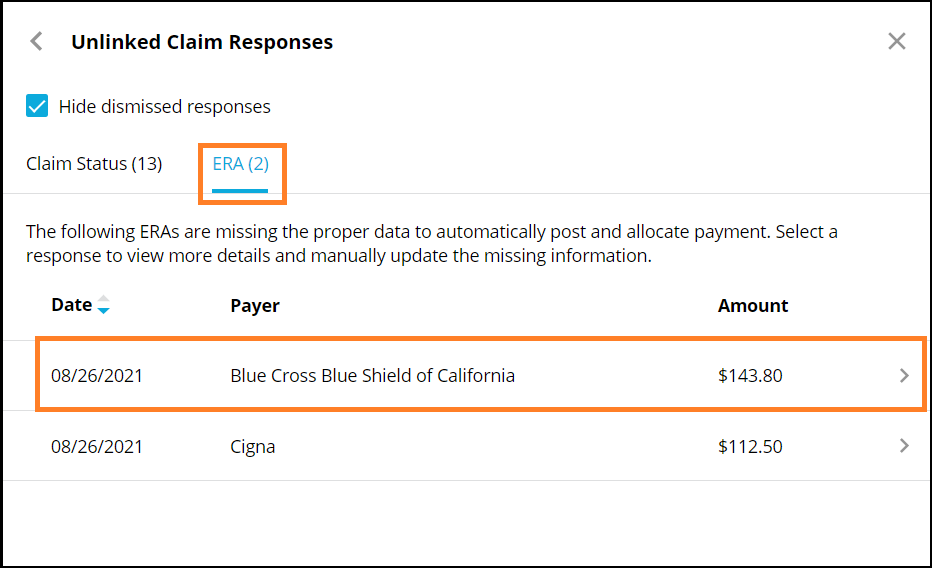 Unlinked Claim Responses
Hide dismissed responses
Claim Status (13) ERA (2)
The following ERAs are missing the proper data to automatically post and allocate payment. Select a
response to view more details and manually update the missing information.
Date Payer Amount
08/26/2021 Blue Cross Blue Shield of California $143.80
08/26/2021 Cigna $112.50